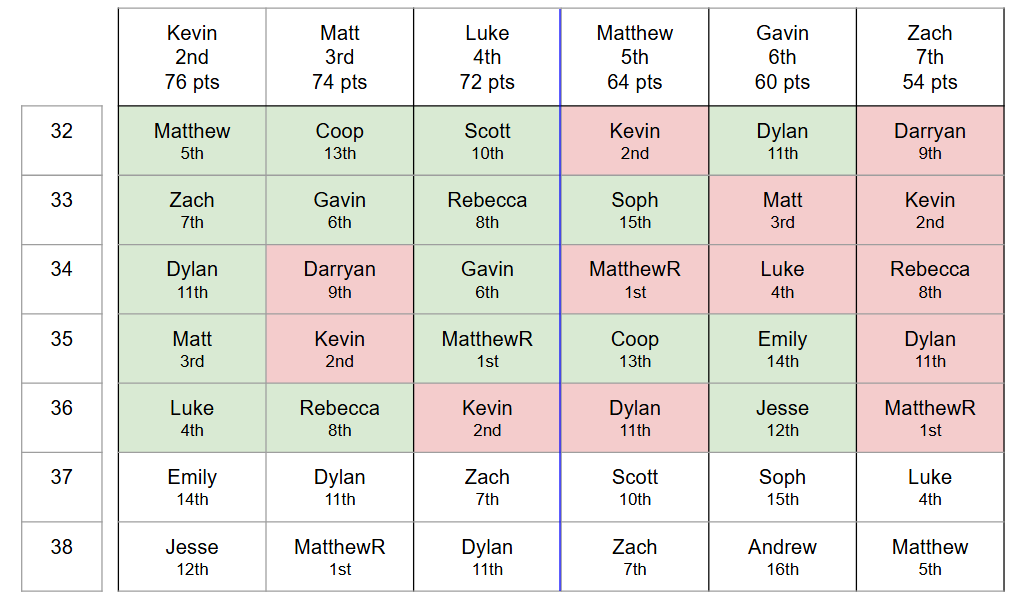 Kevin Matt Luke Matthew Gavin Zach
2nd 3rd 4th 5th 6th 7th
76 pts 74 pts 72 pts 64 pts 60 pts 54 pts
32 Matthew Coop Scott Kevin Dylan Darryan
5th 13th 10th 2nd 11th 9th
33 Zach Gavin Rebecca Soph Matt Kevin
7th 6th 8th 15th 3rd 2nd
34 Dylan Darryan Gavin MatthewR Luke Rebecca
11th 9th 6th 1st 4th 8th
35 Matt Kevin MatthewR Coop Emily Dylan
3rd 2nd 1st 13th 14th 11th
36 Luke Rebecca Kevin Dylan Jesse MatthewR
4th 8th 2nd 11th 12th 1st
37 Emily Dylan Zach Scott Soph Luke
14th 11th 7th 10th 15th 4th
38 Jesse MatthewR Dylan Zach Andrew Matthew
12th 1st 11th 7th 16th 5th